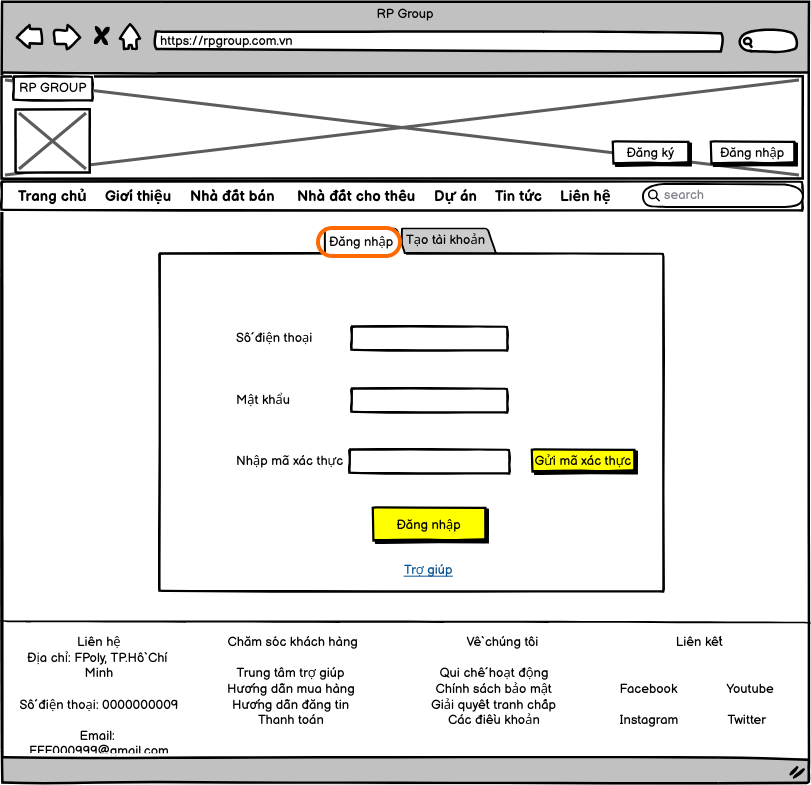 RP Group
https://rpgroup.com.vn
RP GROUP
Đăng ký
Đăng nhập
Trang chủ Giới thiệu Nhà đất bán Nhà đất cho thêu Dự án Tin tức Liên hệ search
Đăng nhập Tạo tài khoản
Số điện thoại
Mật khẩu
Nhập mã xác thực Gửi mã xác thực
Đăng nhập
Trợ giúp
Liên hệ
Địa chỉ: FPoly, TP.Hồ Chí
Minh
Số điện thoại: 0000000009
Email:
FFF000999@gmail.com
Chăm sóc khách hàng
Trung tâm trợ giúp
Hướng dẫn mua hàng
Hướng dẫn đăng tin
Thanh toán
Về chúng tôi
Qui chế hoạt động
Chính sách bảo mật
Giải quyết tranh chấp
Các điều khoản
Liên kết
Facebook Youtube
Instagram Twitter